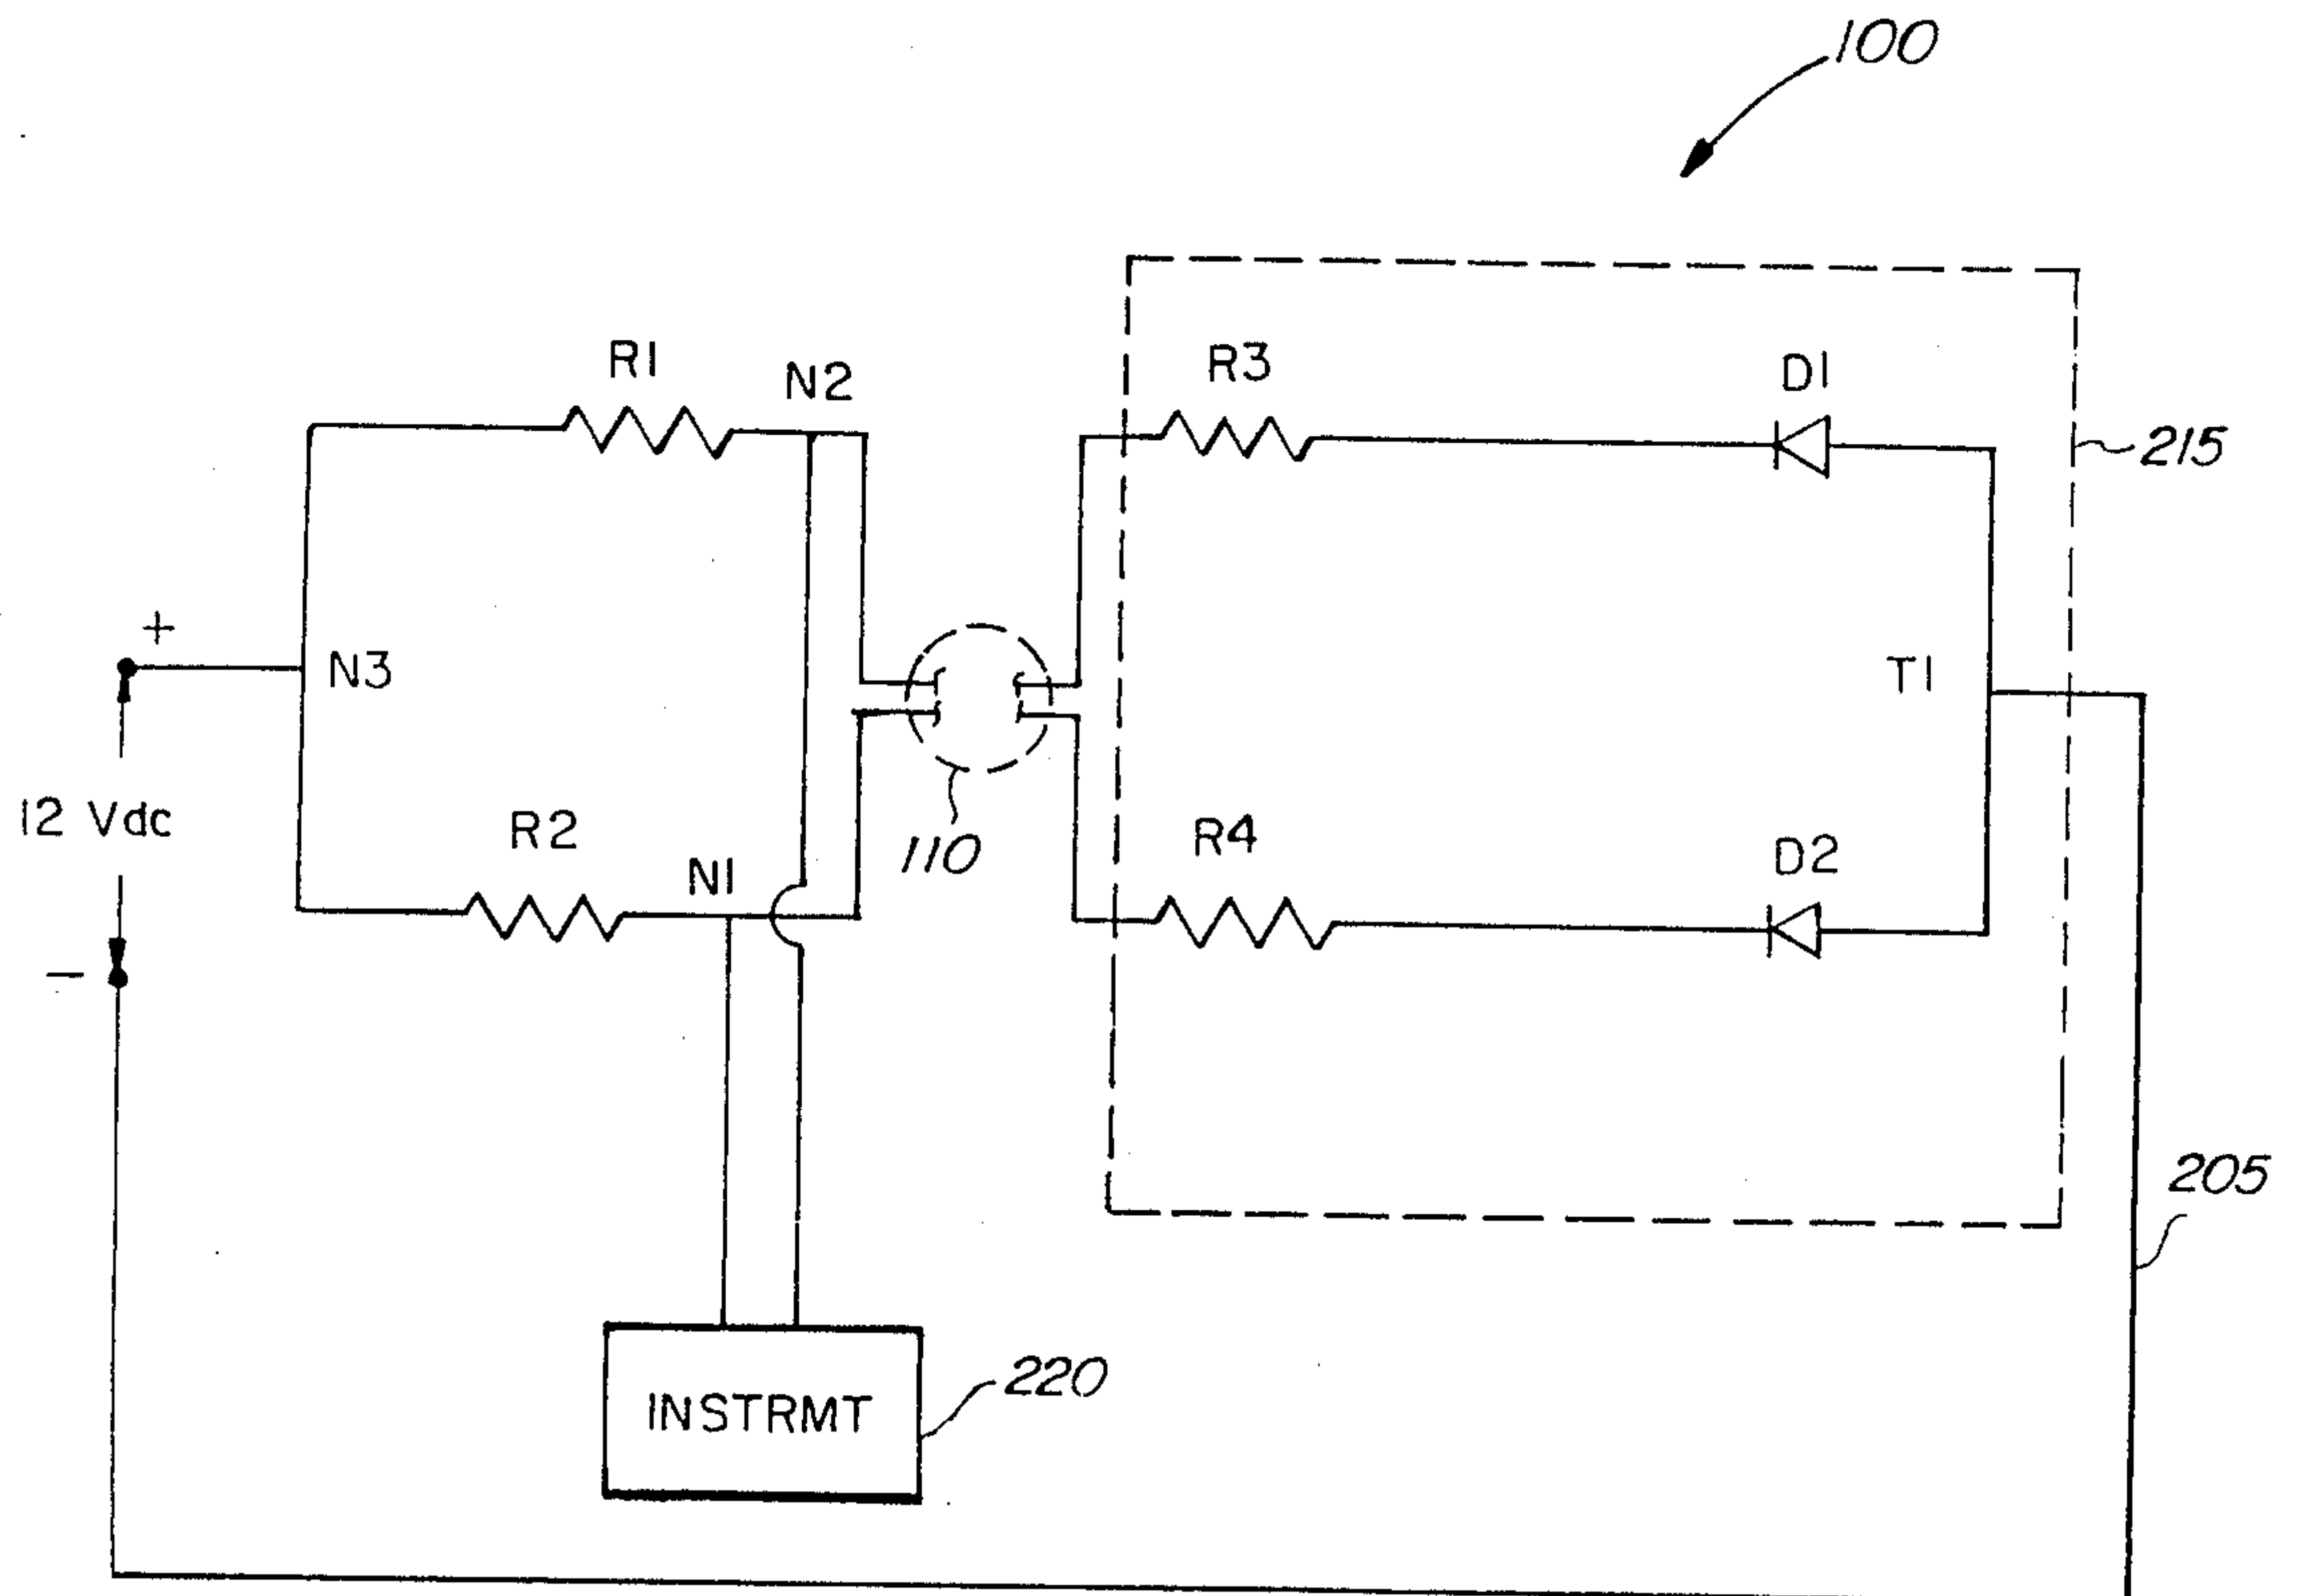 100
R1
N2
R3
D1
215
+
N3
T1
12 Vdc
R2
N1
110
R4
D2
−
205
220
INSTRMT